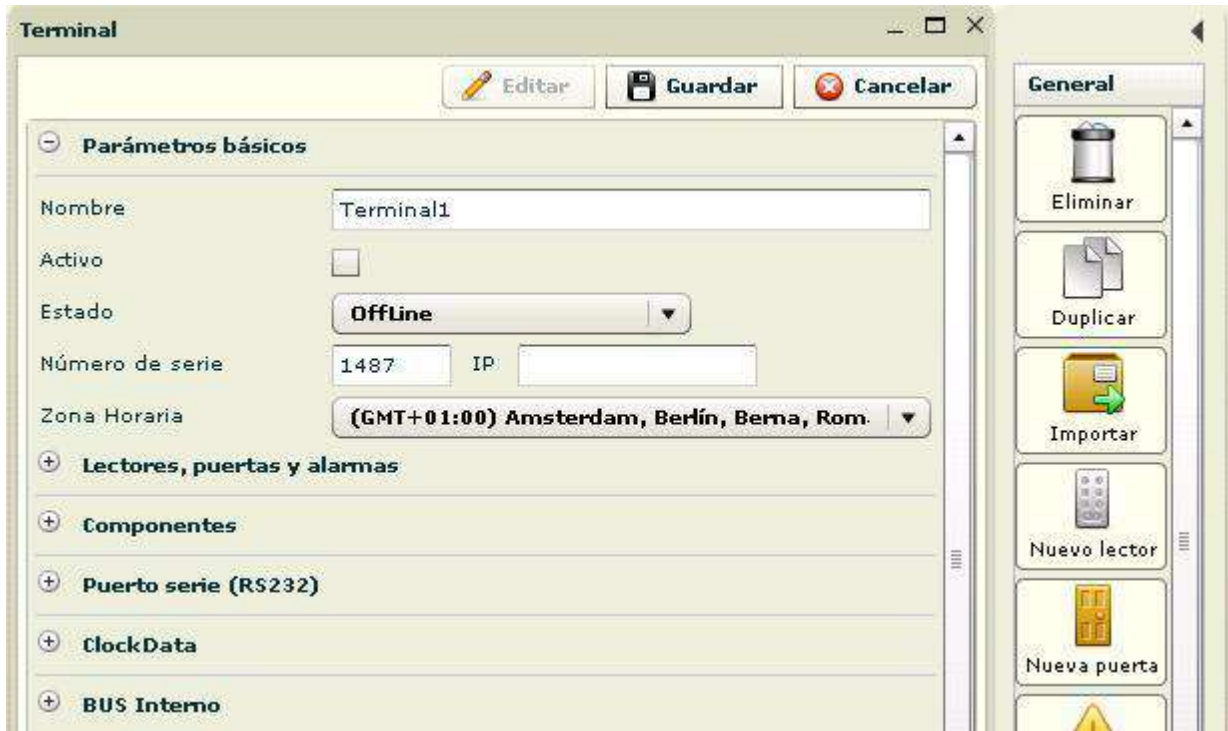 Terminal
Editar
Guardar
Cancelar
Parámetros básicos
Nombre
Terminal1
Activo
Estado
OffLine
Número de serie
1487
IP
Zona Horaria
(GMT+01:00) Amsterdam, Berlín, Berna, Rom
Lectores, puertas y alarmas
Componentes
Puerto serie (RS232)
ClockData
BUS Interno
General
Eliminar
Duplicar
Importar
Nuevo lector
Nueva puerta